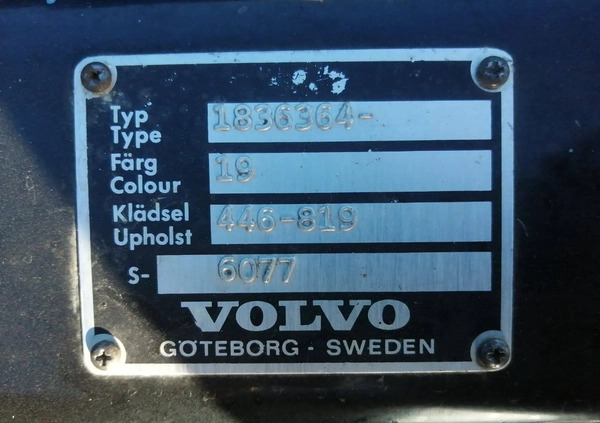 Typ
Type 1836364-
Färg
Colour 19
Klädsel
Upholst 446-819
S- 6077
VOLVO
GÖTEBORG - SWEDEN